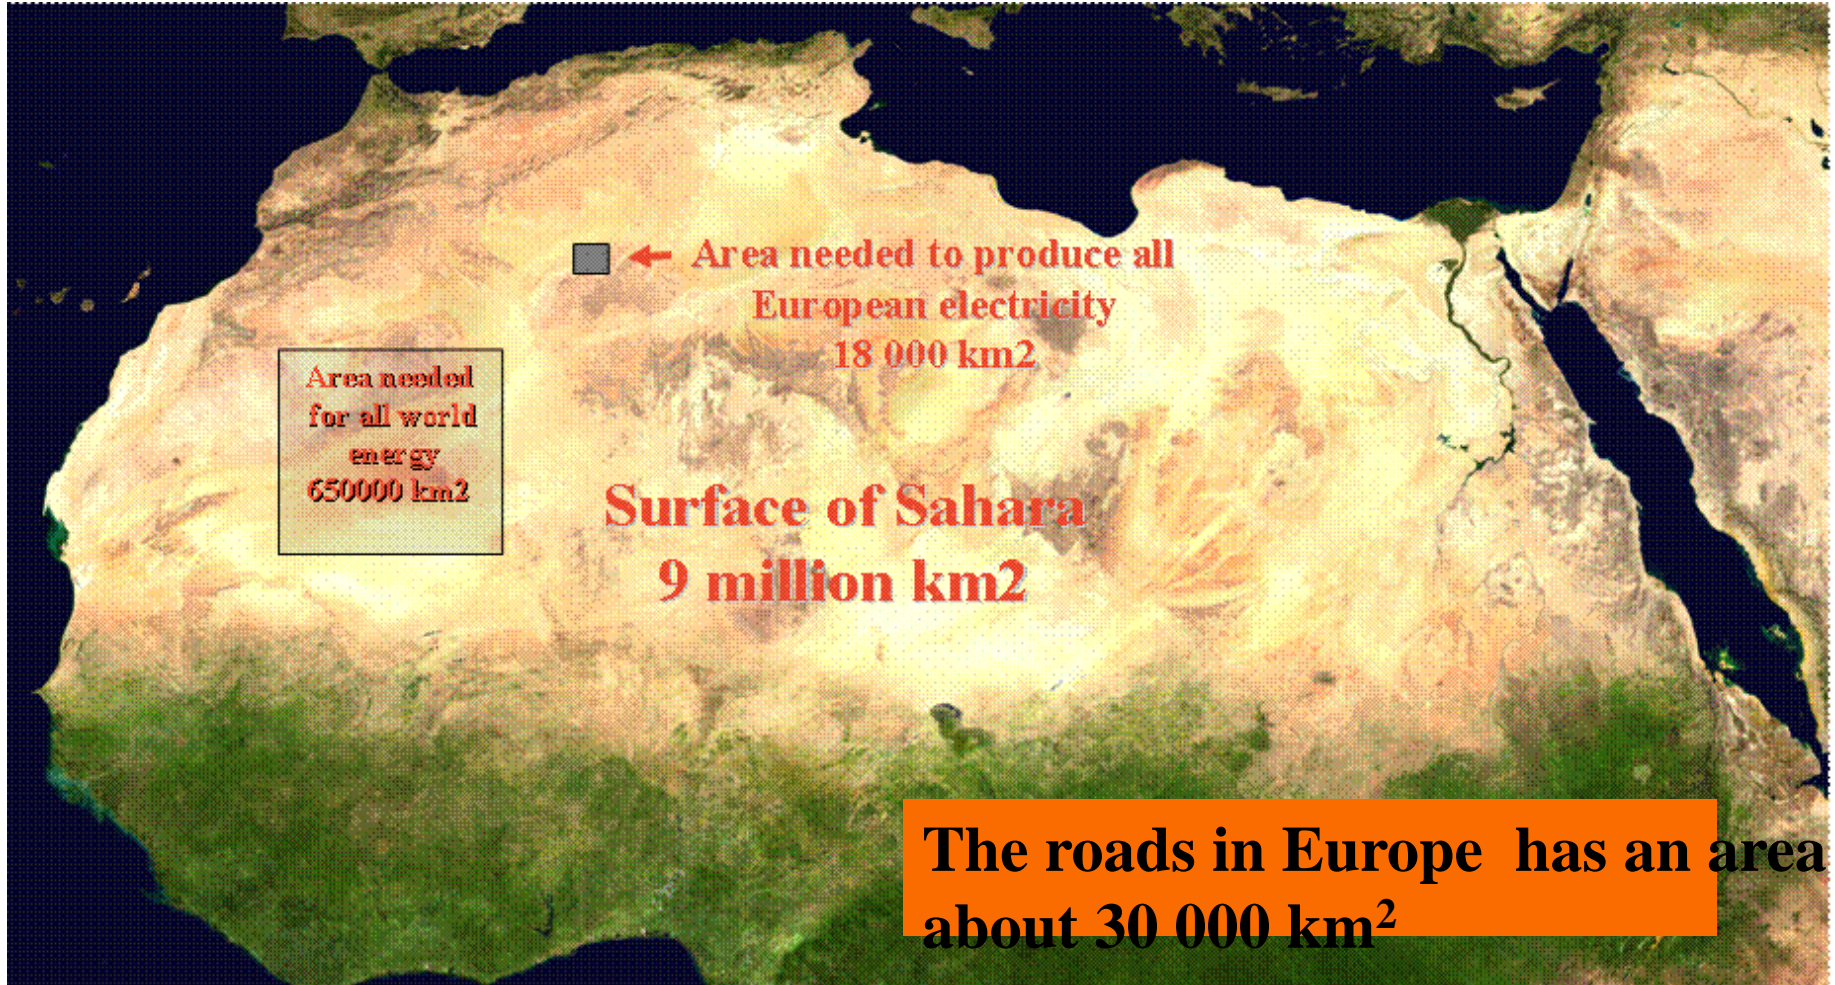 Area needed to produce all
European electricity
18 000 km2
Area needed
for all world
energy
650000 km2
Surface of Sahara
9 million km2
The roads in Europe has an area
about 30 000 km²